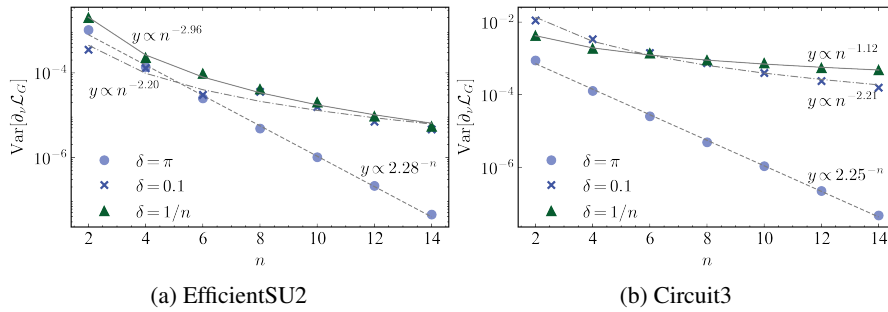 Var[∂_ν ℒ_G]
10^{-4}
10^{-6}
y ∝ n^{-2.96}
y ∝ n^{-2.20}
y ∝ 2.28^{-n}
δ = π
δ = 0.1
δ = 1/n
2 4 6 8 10 12 14
n
(a) EfficientSU2
Var[∂_ν ℒ_G]
10^{-2}
10^{-4}
10^{-6}
y ∝ n^{-1.12}
y ∝ n^{-2.21}
y ∝ 2.25^{-n}
δ = π
δ = 0.1
δ = 1/n
2 4 6 8 10 12 14
n
(b) Circuit3